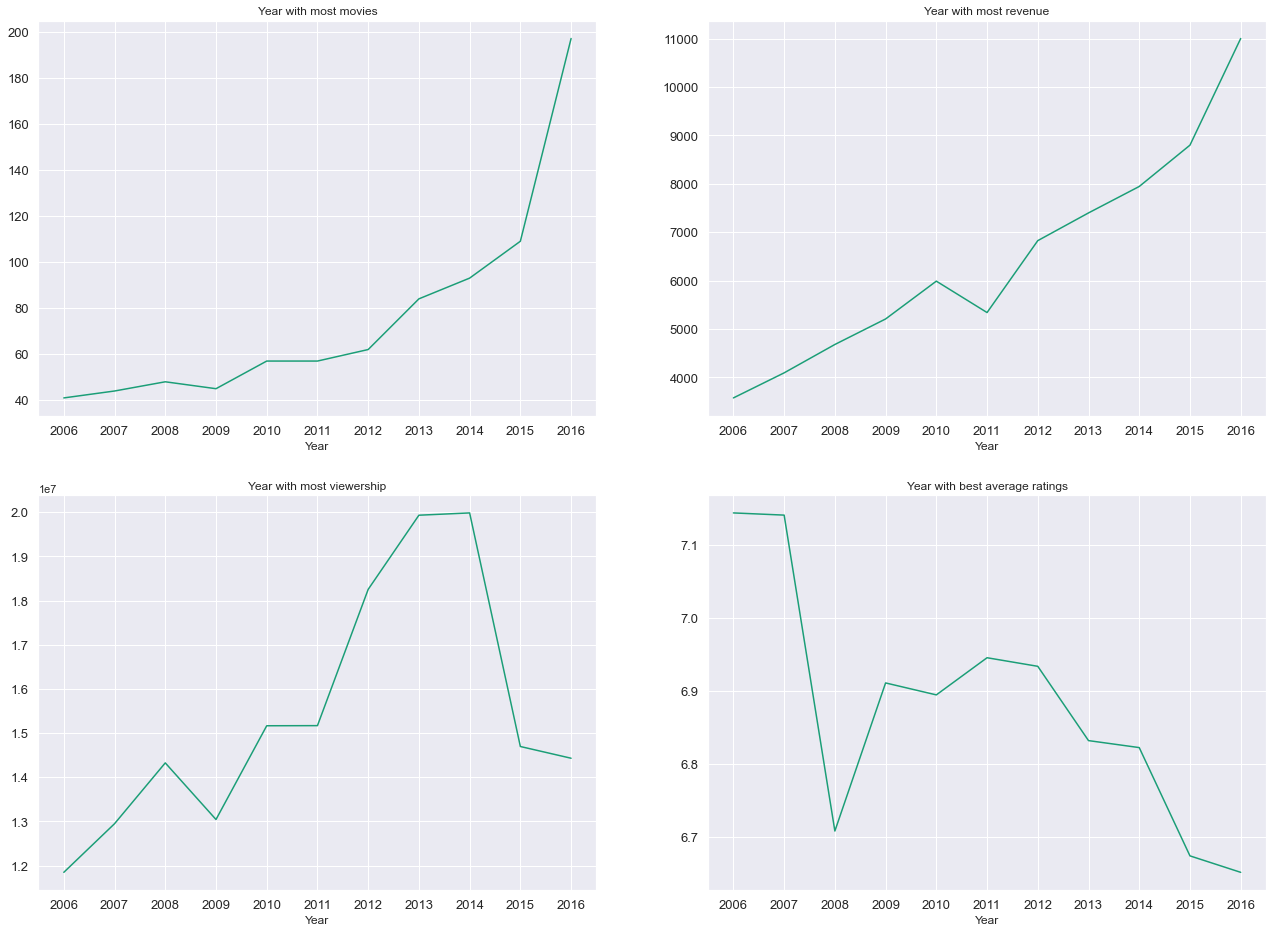 Year with most movies
200
180
160
140
120
100
80
60
40
2006 2007 2008 2009 2010 2011 2012 2013 2014 2015 2016
Year
Year with most revenue
11000
10000
9000
8000
7000
6000
5000
4000
2006 2007 2008 2009 2010 2011 2012 2013 2014 2015 2016
Year
Year with most viewership
1e7
2.0
1.9
1.8
1.7
1.6
1.5
1.4
1.3
1.2
2006 2007 2008 2009 2010 2011 2012 2013 2014 2015 2016
Year
Year with best average ratings
7.1
7.0
6.9
6.8
6.7
2006 2007 2008 2009 2010 2011 2012 2013 2014 2015 2016
Year